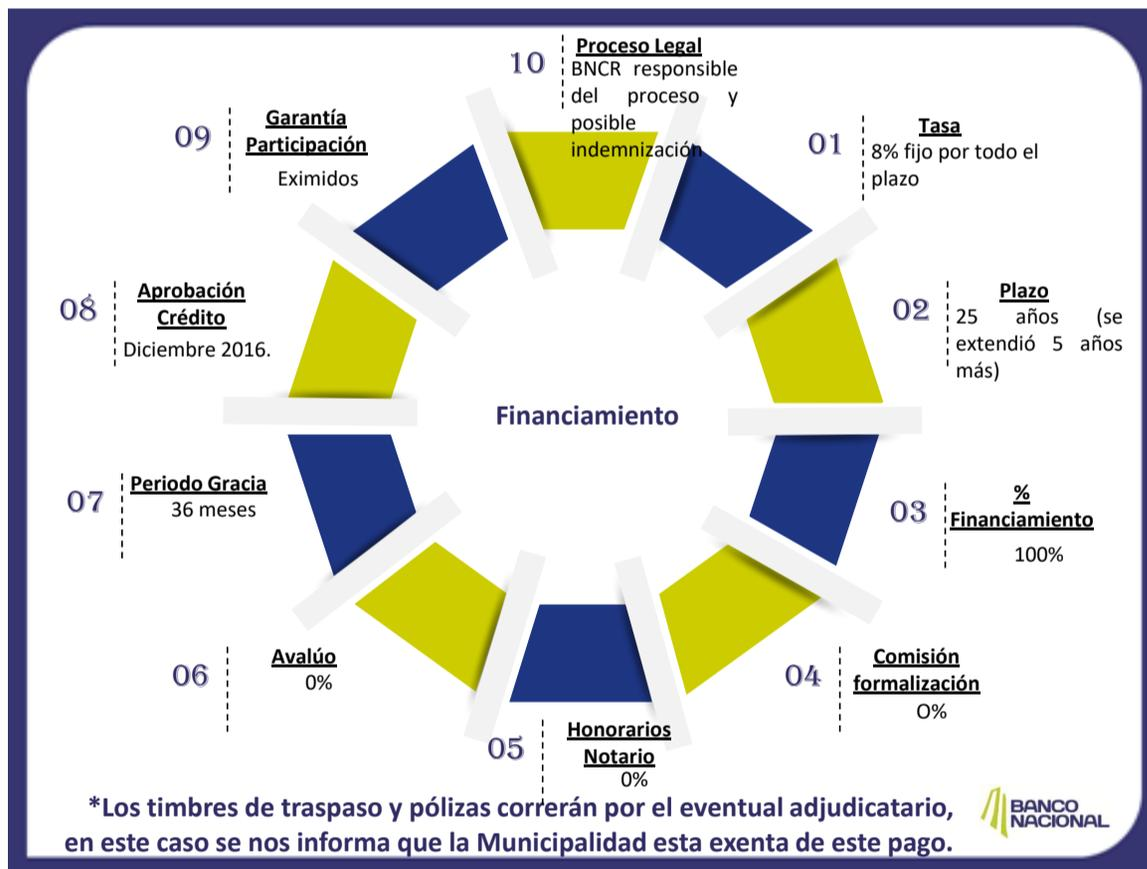 10
Proceso Legal
BNCR responsible
del proceso y
posible
indemnización
01
Tasa
8% fijo por todo el
plazo
02
Plazo
25 años (se
extendió 5 años
más)
03
%
Financiamiento
100%
04
Comisión
formalización
O%
05
Honorarios
Notario
0%
06
Avalúo
0%
07
Periodo Gracia
36 meses
08
Aprobación
Crédito
Diciembre 2016.
09
Garantía
Participación
Eximidos
Financiamiento
*Los timbres de traspaso y pólizas correrán por el eventual adjudicatario,
en este caso se nos informa que la Municipalidad esta exenta de este pago.
BANCO
NACIONAL